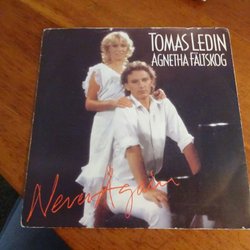 TOMAS LEDIN
AGNETHA FÄLTSKOG
Never Again